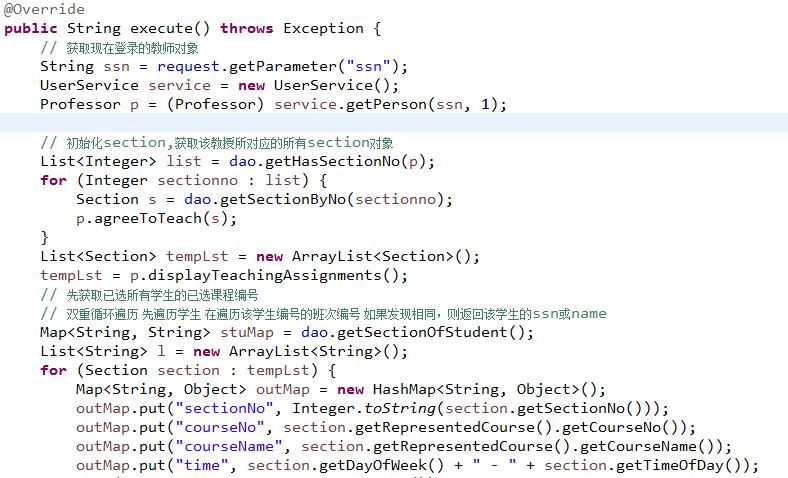 @Override
public String execute() throws Exception {
// 获取现在登录的教师对象
String ssn = request.getParameter("ssn");
UserService service = new UserService();
Professor p = (Professor) service.getPerson(ssn, 1);
// 初始化section,获取该教授所对应的所有section对象
List<Integer> list = dao.getHasSectionNo(p);
for (Integer sectionno : list) {
Section s = dao.getSectionByNo(sectionno);
p.agreeToTeach(s);
}
List<Section> tempLst = new ArrayList<Section>();
tempLst = p.displayTeachingAssignments();
// 先获取已选所有学生的已选课程编号
// 双重循环遍历 先遍历学生 在遍历该学生编号的班次编号 如果发现相同，则返回该学生的ssn或name
Map<String, String> stuMap = dao.getSectionOfStudent();
List<String> l = new ArrayList<String>();
for (Section section : tempLst) {
Map<String, Object> outMap = new HashMap<String, Object>();
outMap.put("sectionNo", Integer.toString(section.getSectionNo()));
outMap.put("courseNo", section.getRepresentedCourse().getCourseNo());
outMap.put("courseName", section.getRepresentedCourse().getCourseName());
outMap.put("time", section.getDayOfWeek() + " - " + section.getTimeOfDay());